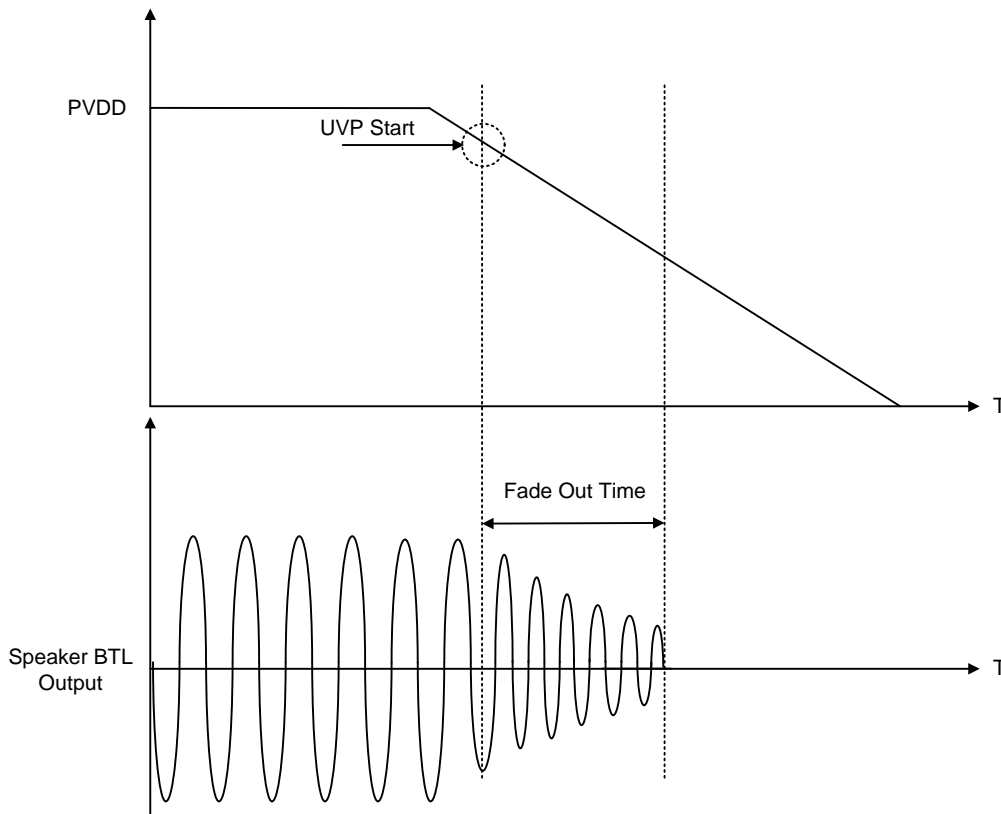 PVDD
UVP Start
T
Fade Out Time
Speaker BTL
Output
T